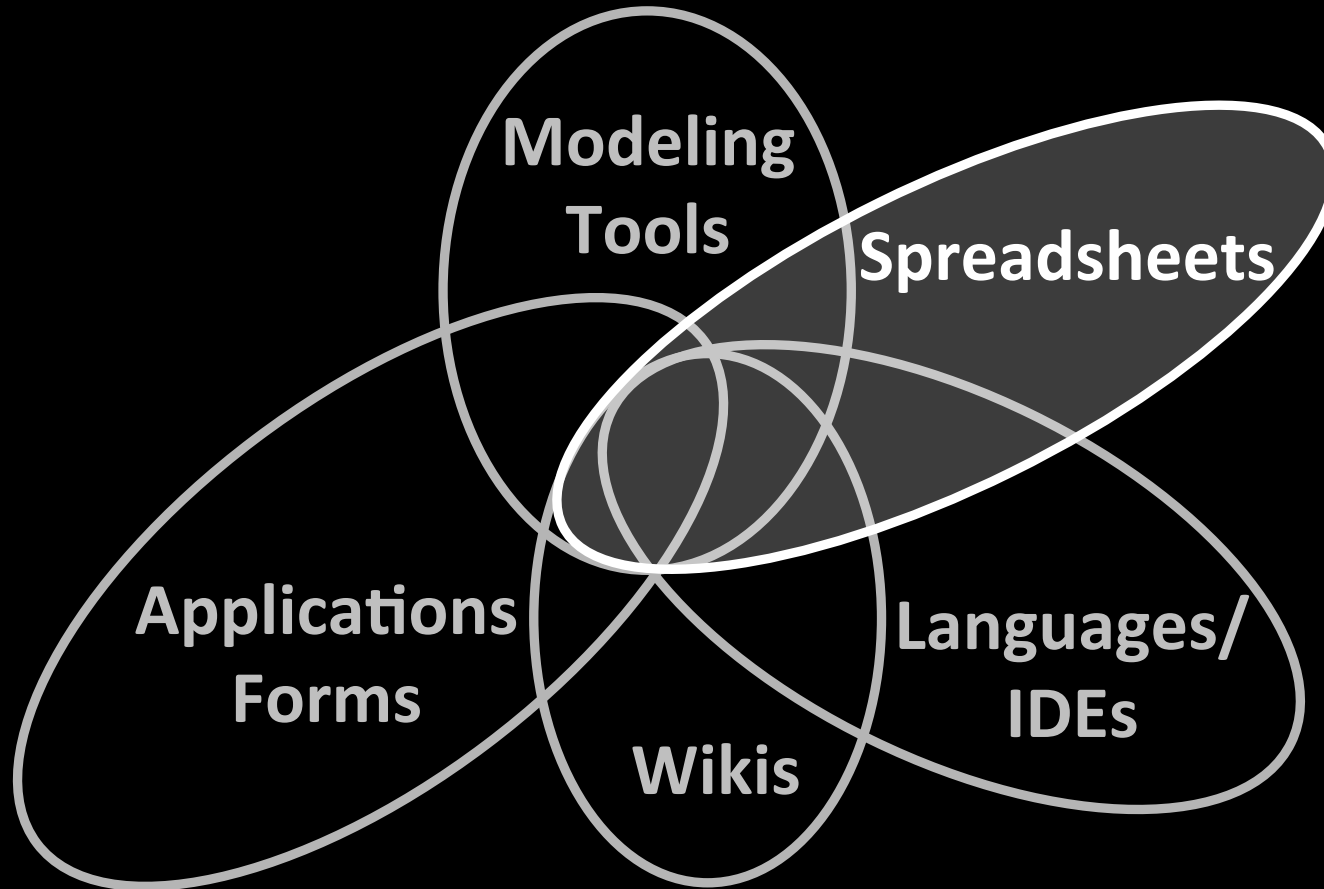 Modeling
Tools
Spreadsheets
Applications
Forms
Languages/
IDEs
Wikis